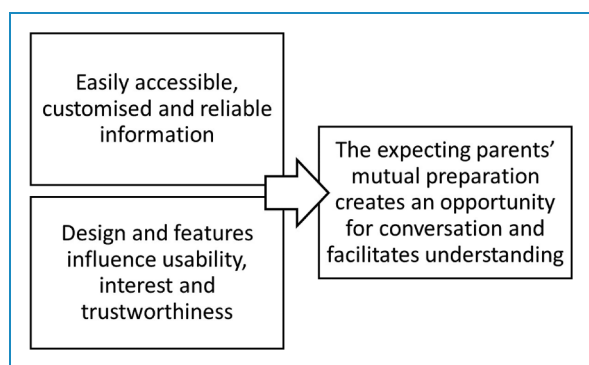 Easily accessible,
customised and reliable
information
Design and features
influence usability,
interest and
trustworthiness
The expecting parents’
mutual preparation
creates an opportunity
for conversation and
facilitates understanding